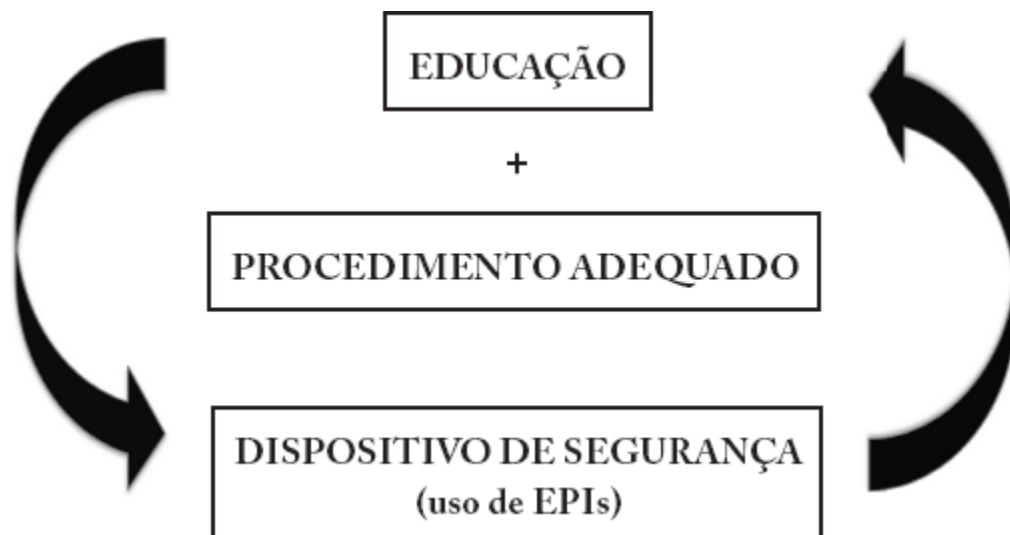 EDUCAÇÃO
+
PROCEDIMENTO ADEQUADO
DISPOSITIVO DE SEGURANÇA
(uso de EPIs)